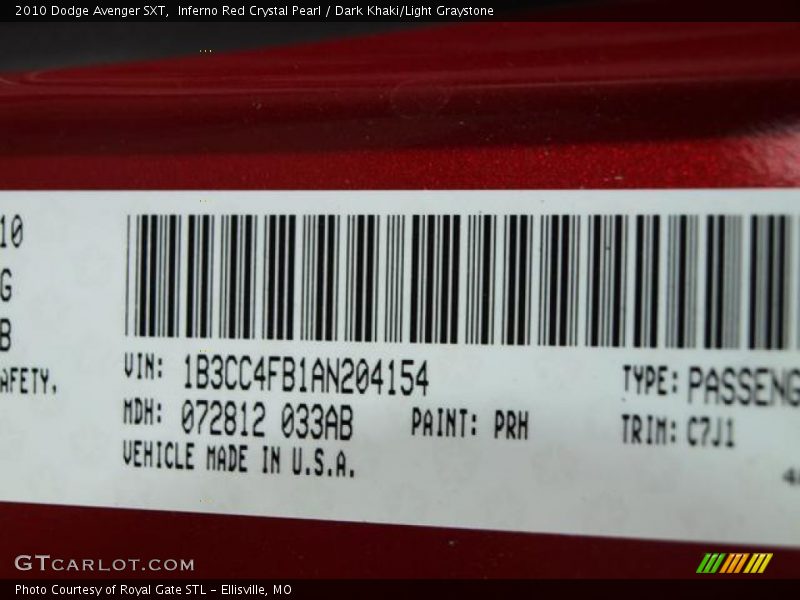 2010 Dodge Avenger SXT, Inferno Red Crystal Pearl / Dark Khaki/Light Graystone
10
G
B
AFETY.
VIN: 1B3CC4FB1AN204154
TYPE: PASSENG
MDH: 072812 033AB
PAINT: PRH
TRIM: C7J1
VEHICLE MADE IN U.S.A.
GTCARLOT.COM
Photo Courtesy of Royal Gate STL - Ellisville, MO